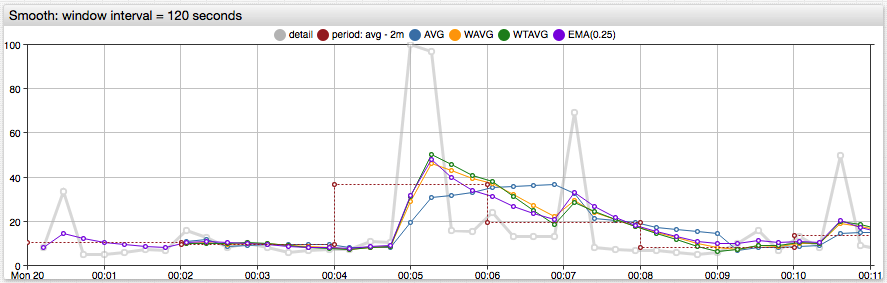 Smooth: window interval = 120 seconds
detail period: avg - 2m AVG WAVG WTAVG EMA(0.25)
100
80
60
40
20
0
Mon 20 00:01 00:02 00:03 00:04 00:05 00:06 00:07 00:08 00:09 00:10 00:11